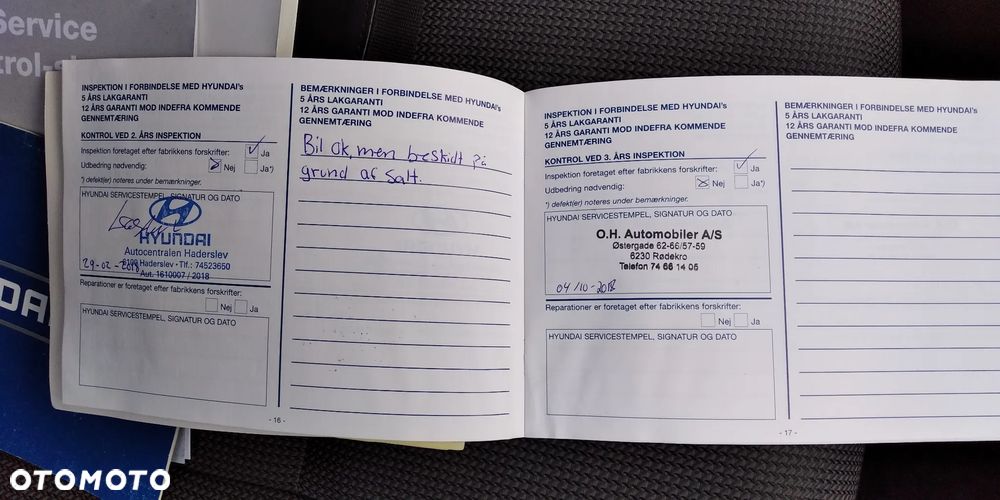 Service
trol-
DAI
INSPEKTION I FORBINDELSE MED HYUNDAI's
5 ÅRS LAKGARANTI
12 ÅRS GARANTI MOD INDEFRA KOMMENDE
GENNEMTÆRING
KONTROL VED 2. ÅRS INSPEKTION
Inspektion foretaget efter fabrikkens forskrifter: Ja
Udbedring nødvendig: Nej Ja*)
*) defekt(er) noteres under bemærkninger.
HYUNDAI SERVICESTEMPEL, SIGNATUR OG DATO
HYUNDAI
Autocentralen Haderslev
6100 Haderslev • Tlf.: 74523650
29-02-2018
Aut. 1610007 / 2018
Reparationer er foretaget efter fabrikkens forskrifter:
Nej Ja
HYUNDAI SERVICESTEMPEL, SIGNATUR OG DATO
BEMÆRKNINGER I FORBINDELSE MED HYUNDAI's
5 ÅRS LAKGARANTI
12 ÅRS GARANTI MOD INDEFRA KOMMENDE
GENNEMTÆRING
Bil ok, men beskidt på
grund af salt.
- 16 -
INSPEKTION I FORBINDELSE MED HYUNDAI's
5 ÅRS LAKGARANTI
12 ÅRS GARANTI MOD INDEFRA KOMMENDE
GENNEMTÆRING
KONTROL VED 3. ÅRS INSPEKTION
Inspektion foretaget efter fabrikkens forskrifter: Ja
Udbedring nødvendig: Nej Ja*)
*) defekt(er) noteres under bemærkninger.
HYUNDAI SERVICESTEMPEL, SIGNATUR OG DATO
O.H. Automobiler A/S
Østergade 62-66/57-59
6230 Rødekro
Telefon 74 66 14 05
04/10-2018
Reparationer er foretaget efter fabrikkens forskrifter:
Nej Ja
HYUNDAI SERVICESTEMPEL, SIGNATUR OG DATO
BEMÆRKNINGER I FORBINDELSE MED HYUNDAI's
5 ÅRS LAKGARANTI
12 ÅRS GARANTI MOD INDEFRA KOMMENDE
GENNEMTÆRING
- 17 -
OTOMOTO